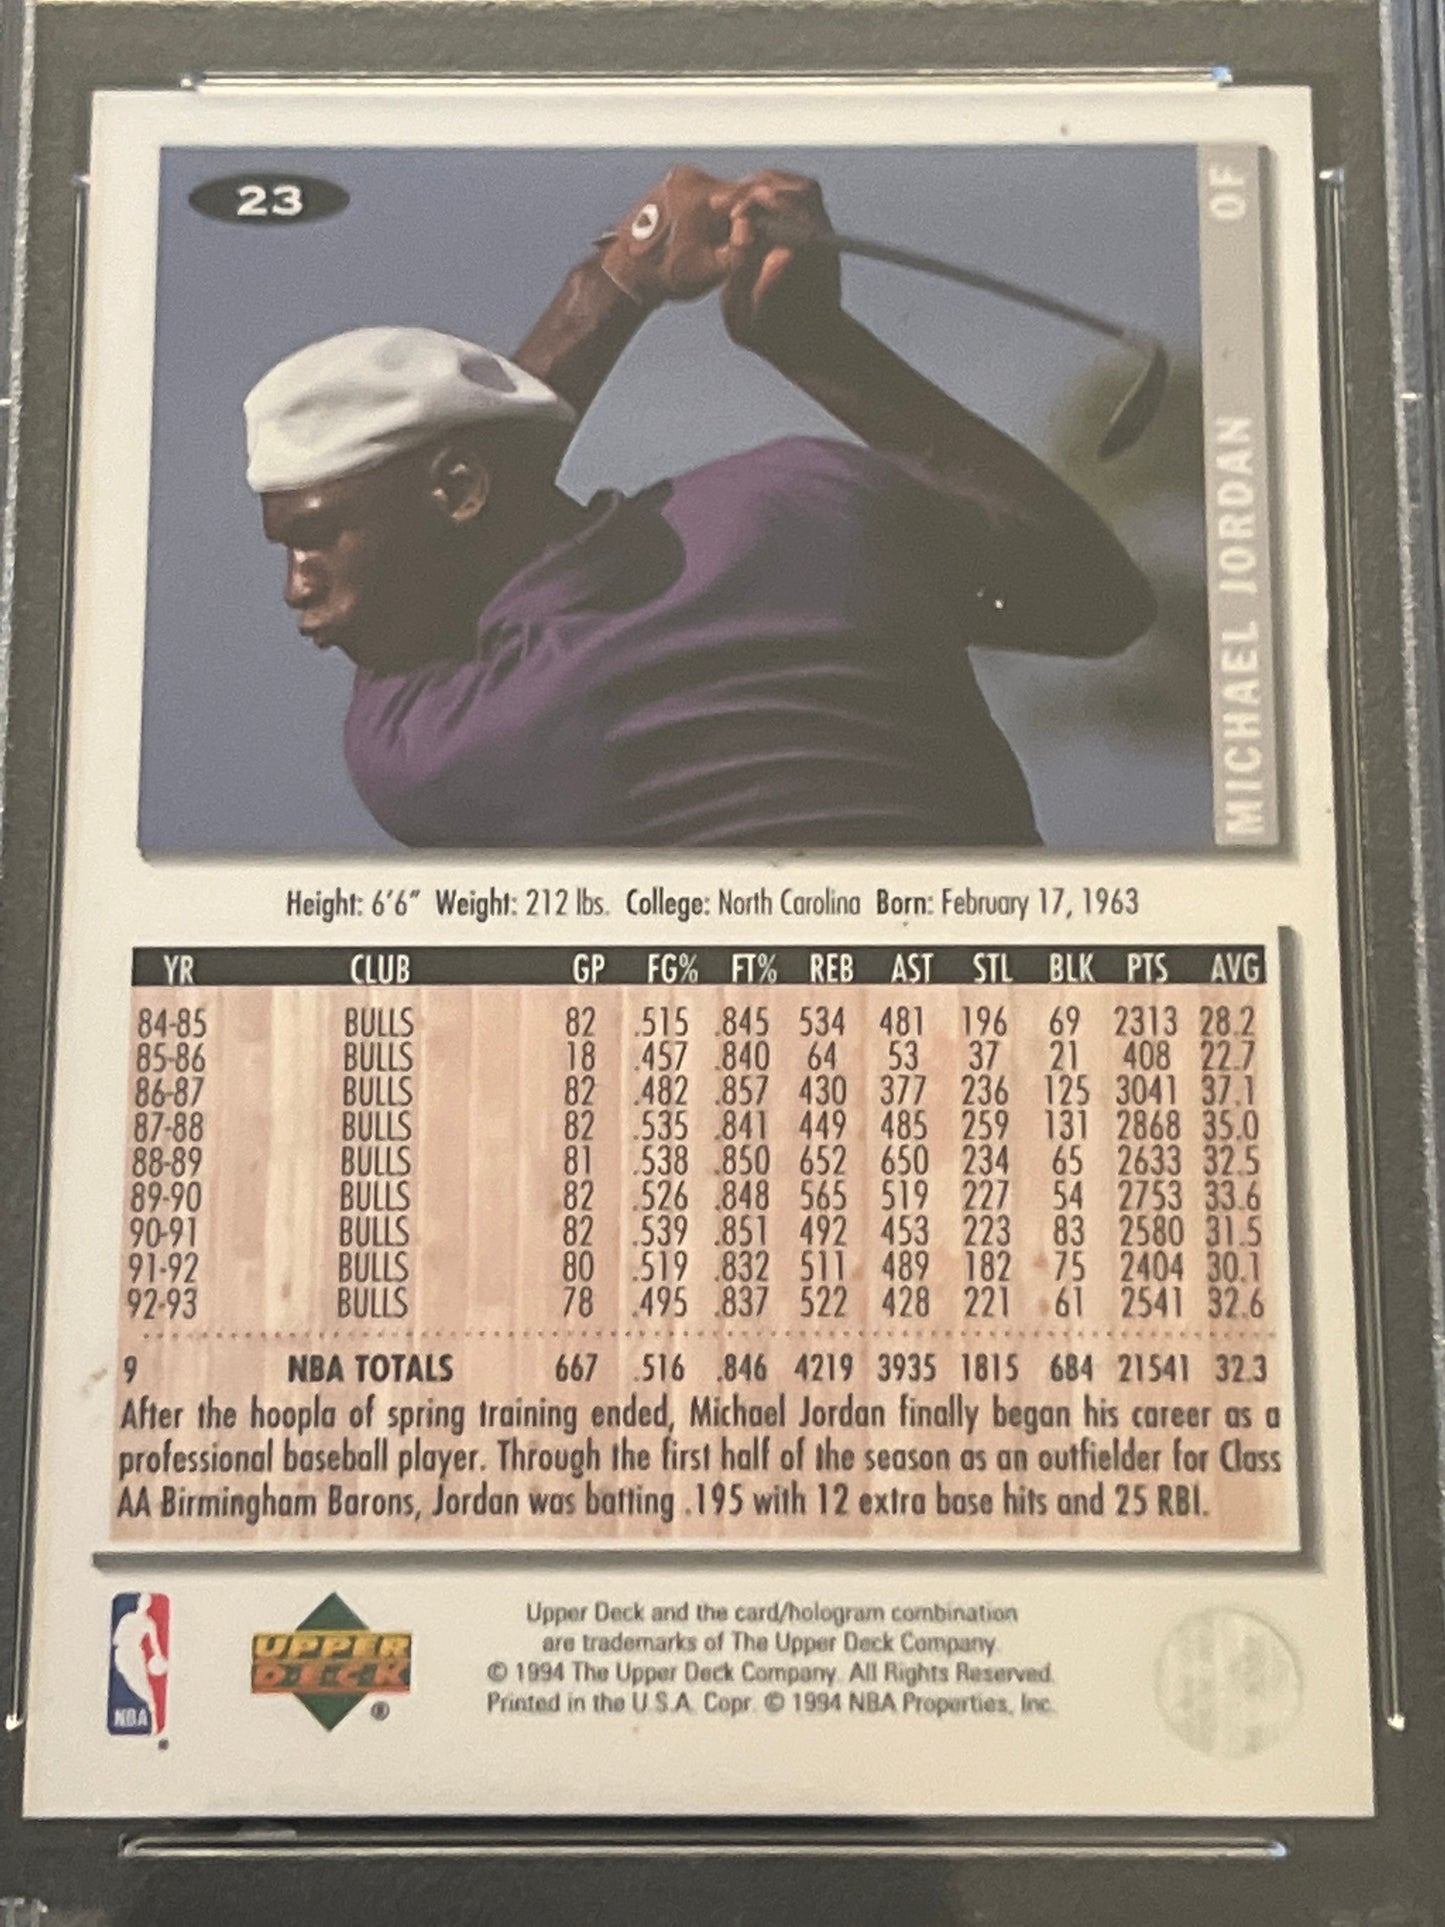 23
OF
MICHAEL JORDAN
Height: 6'6" Weight: 212 lbs. College: North Carolina Born: February 17, 1963
YR CLUB GP FG% FT% REB AST STL BLK PTS AVG
84-85 BULLS 82 .515 .845 534 481 196 69 2313 28.2
85-86 BULLS 18 .457 .840 64 53 37 21 408 22.7
86-87 BULLS 82 .482 .857 430 377 236 125 3041 37.1
87-88 BULLS 82 .535 .841 449 485 259 131 2868 35.0
88-89 BULLS 81 .538 .850 652 650 234 65 2633 32.5
89-90 BULLS 82 .526 .848 565 519 227 54 2753 33.6
90-91 BULLS 82 .539 .851 492 453 223 83 2580 31.5
91-92 BULLS 80 .519 .832 511 489 182 75 2404 30.1
92-93 BULLS 78 .495 .837 522 428 221 61 2541 32.6
9 NBA TOTALS 667 .516 .846 4219 3935 1815 684 21541 32.3
After the hoopla of spring training ended, Michael Jordan finally began his career as a
professional baseball player. Through the first half of the season as an outfielder for Class
AA Birmingham Barons, Jordan was batting .195 with 12 extra base hits and 25 RBI.
NBA
®
UPPER
DECK
®
Upper Deck and the card/hologram combination
are trademarks of The Upper Deck Company.
© 1994 The Upper Deck Company. All Rights Reserved.
Printed in the U.S.A. Copr. © 1994 NBA Properties, Inc.